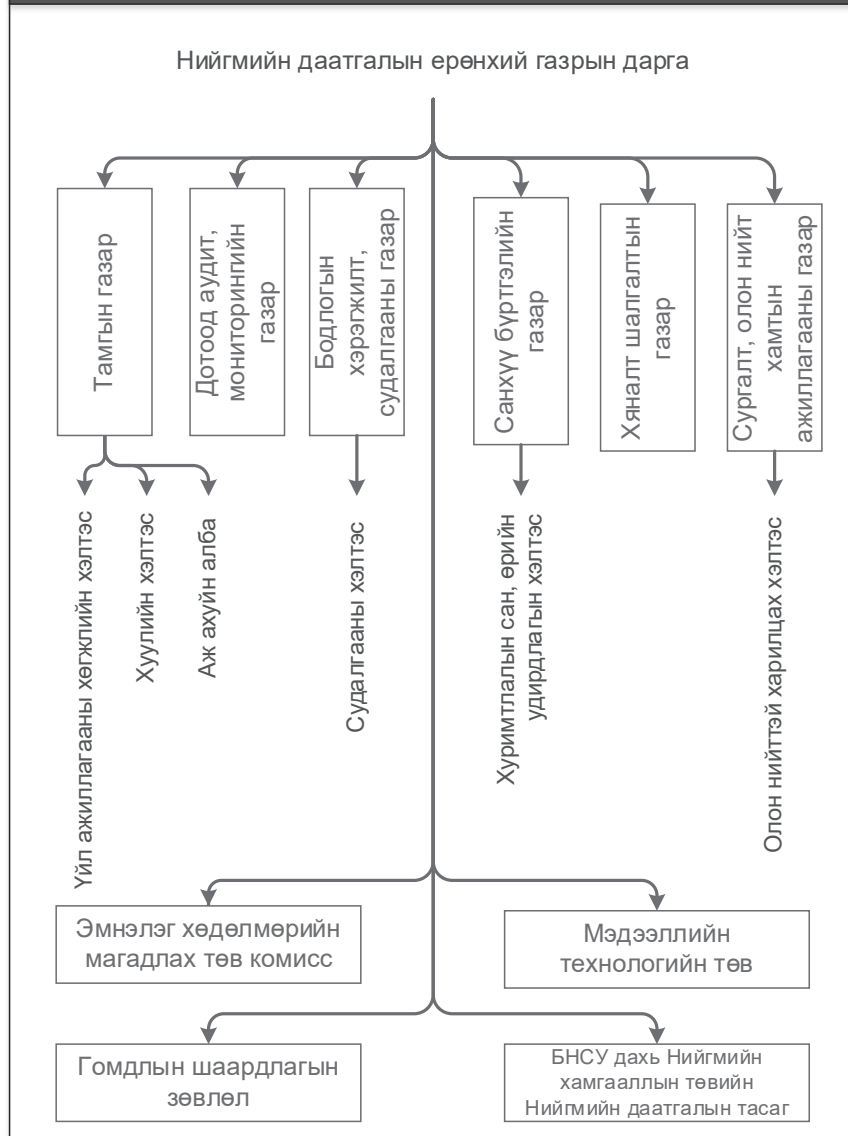 Нийгмийн даатгалын ерөнхий газрын дарга
Тамгын газар
Дотоод аудит,
мониторингийн
газар
Бодлогын
хэрэгжилт,
судалгааны газар
Санхүү бүртгэлийн
газар
Хяналт шалгалтын
газар
Сургалт, олон нийт
хамтын
ажиллагааны газар
Үйл ажиллагааны хөгжлийн хэлтэс
Хуулийн хэлтэс
Аж ахуйн алба
Судалгааны хэлтэс
Хуримтлалын сан, өрийн
удирдлагын хэлтэс
Олон нийттэй харилцах хэлтэс
Эмнэлэг хөдөлмөрийн
магадлах төв комисс
Мэдээллийн
технологийн төв
Гомдлын шаардлагын
зөвлөл
БНСУ дахь Нийгмийн
хамгааллын төвийн
Нийгмийн даатгалын тасаг